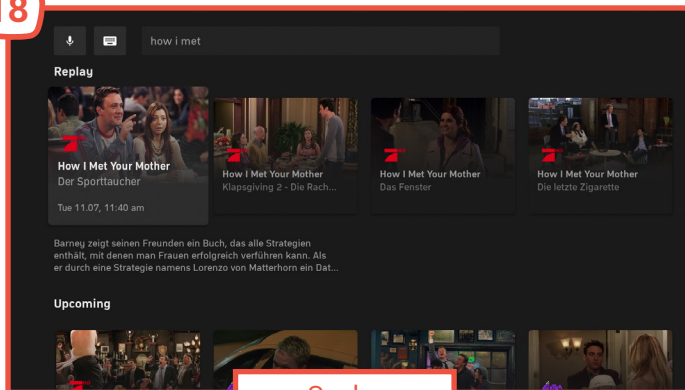 18
how i met
Replay
How I Met Your Mother
Der Sporttaucher
Tue 11.07, 11:40 am
How I Met Your Mother
Klapsgiving 2 - Die Rach...
How I Met Your Mother
Das Fenster
How I Met Your Mother
Die letzte Zigarette
Barney zeigt seinen Freunden ein Buch, das alle Strategien
enthält, mit denen man Frauen erfolgreich verführen kann. Als
er durch eine Strategie namens Lorenzo von Matterhorn ein Dat...
Upcoming